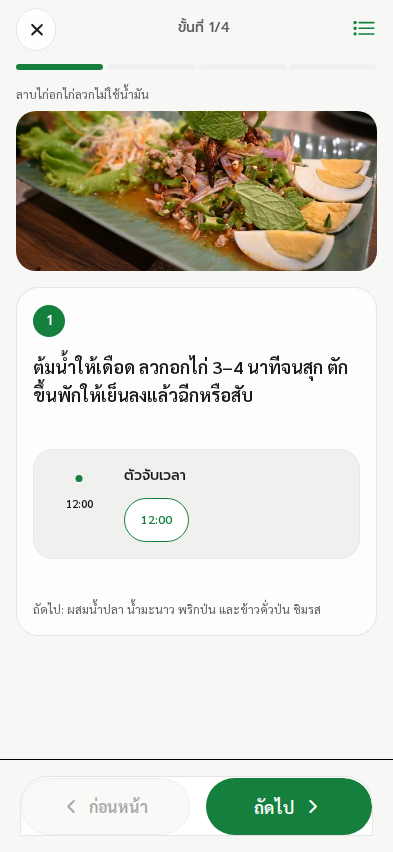 ขั้นที่ 1/4
ลาบไก่อกไก่ลวกไม่ใช้น้ำมัน
1
ต้มน้ำให้เดือด ลวกอกไก่ 3–4 นาทีจนสุก ตัก
ขึ้นพักให้เย็นลงแล้วฉีกหรือสับ
ตัวจับเวลา
12:00
12:00
ถัดไป: ผสมน้ำปลา น้ำมะนาว พริกป่น และข้าวคั่วป่น ชิมรส
ก่อนหน้า
ถัดไป